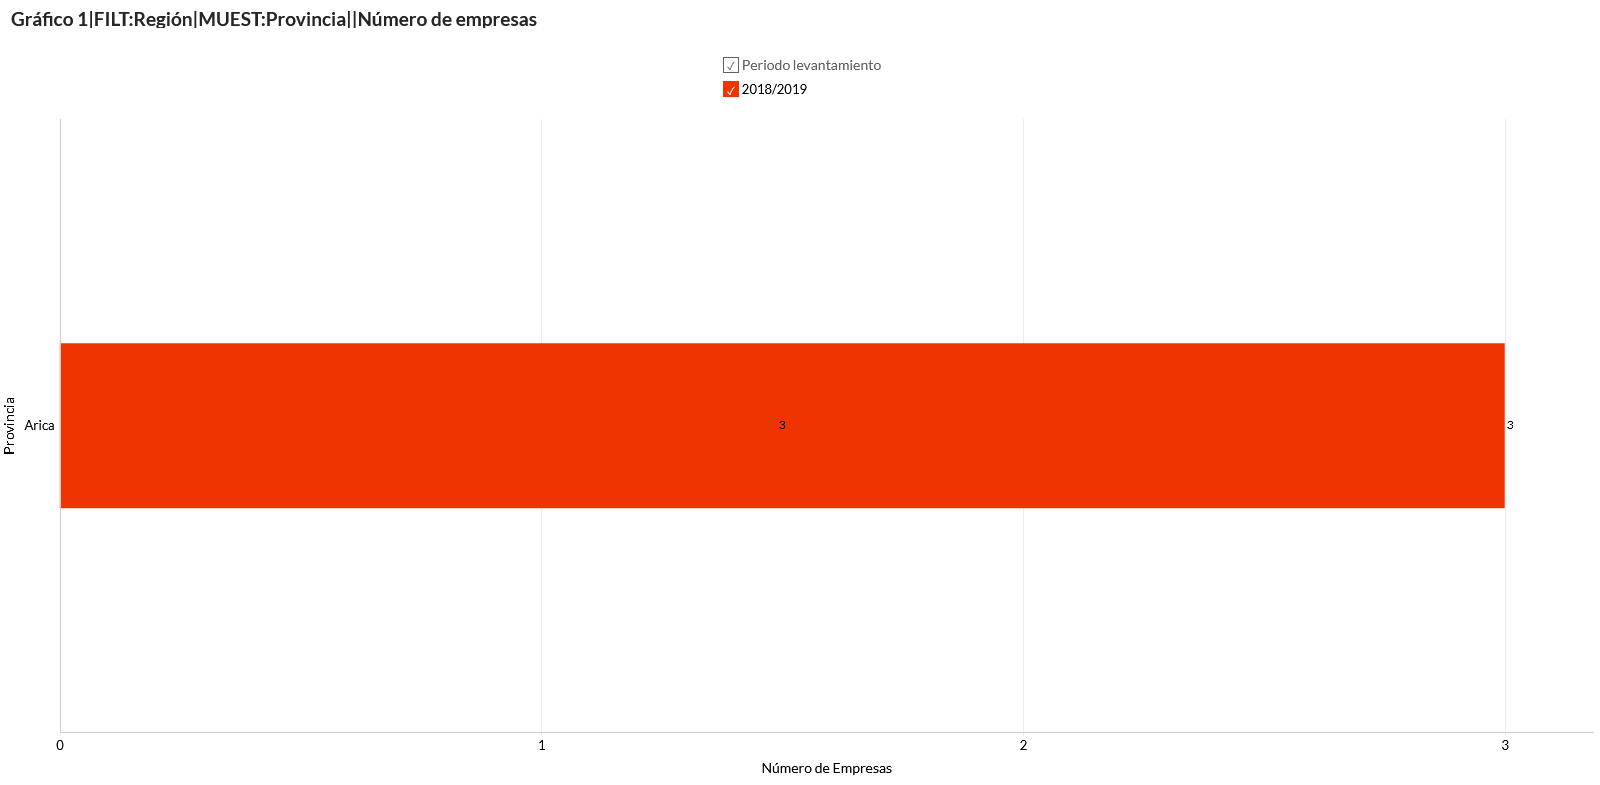 Gráfico 1|FILT:Región|MUEST:Provincia||Número de empresas
Periodo levantamiento
2018/2019
Provincia
Arica
3
3
0
1
2
3
Número de Empresas